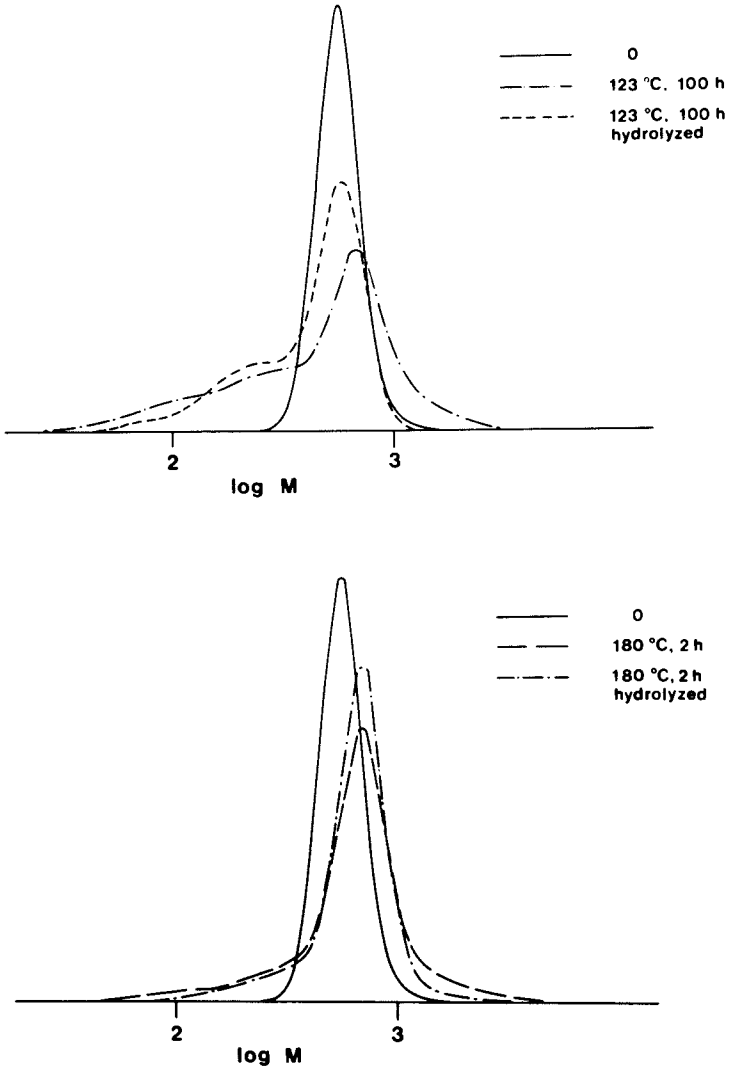 0
123 °C, 100 h
123 °C, 100 h
hydrolyzed
2
3
log M
0
180 °C, 2 h
180 °C, 2 h
hydrolyzed
2
3
log M